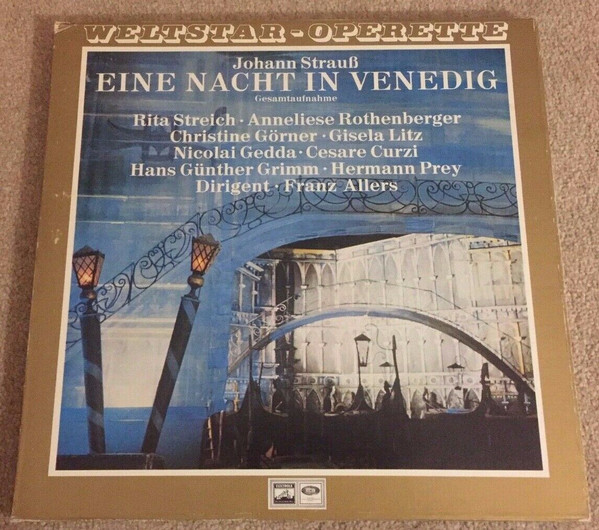 WELTSTAR-OPERETTE
Johann Strauß
EINE NACHT IN VENEDIG
Gesamtaufnahme
Rita Streich · Anneliese Rothenberger
Christine Görner · Gisela Litz
Nicolai Gedda · Cesare Curzi
Hans Günther Grimm · Hermann Prey
Dirigent · Franz Allers
ELECTROLA